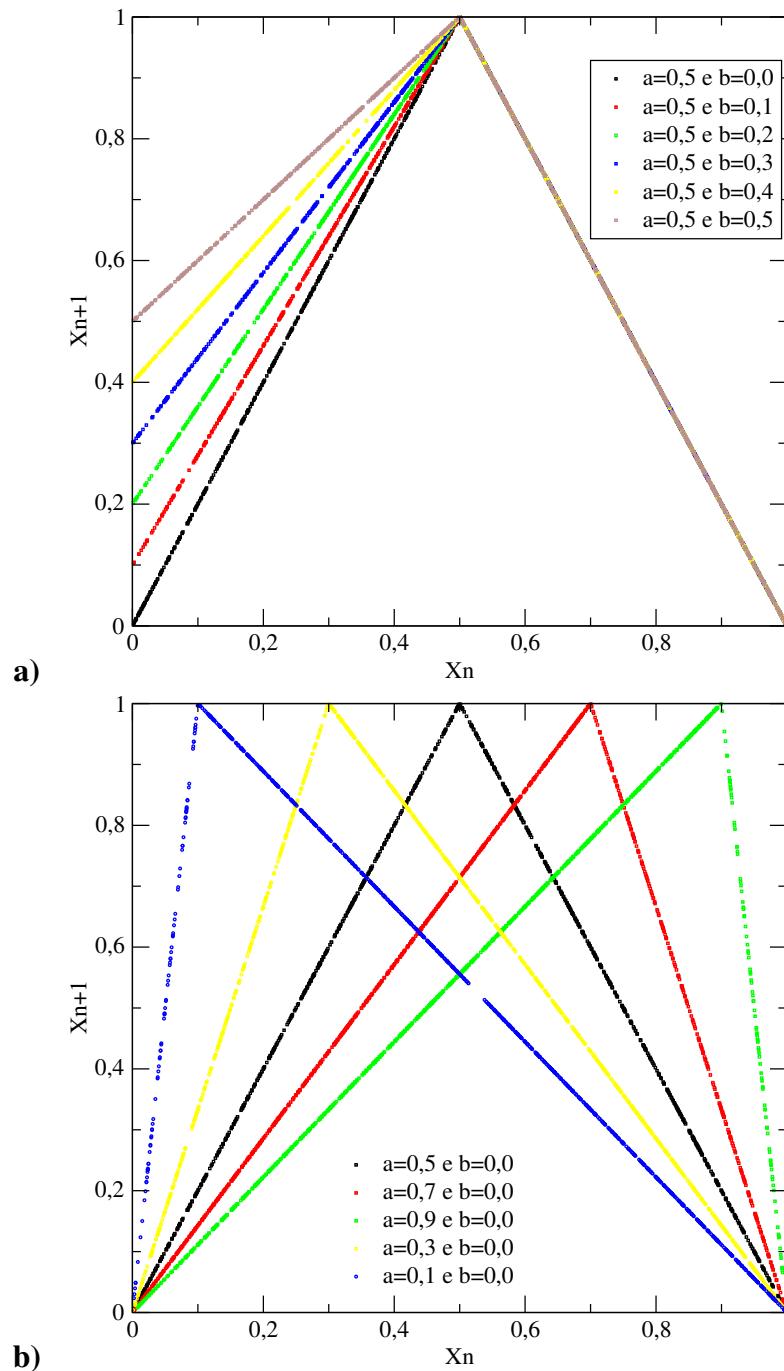 1
0,8
0,6
0,4
0,2
0
Xn+1
a=0,5 e b=0,0
a=0,5 e b=0,1
a=0,5 e b=0,2
a=0,5 e b=0,3
a=0,5 e b=0,4
a=0,5 e b=0,5
0 0,2 0,4 0,6 0,8 1
Xn
a)
1
0,8
0,6
0,4
0,2
0
Xn+1
a=0,5 e b=0,0
a=0,7 e b=0,0
a=0,9 e b=0,0
a=0,3 e b=0,0
a=0,1 e b=0,0
0 0,2 0,4 0,6 0,8
Xn
b)